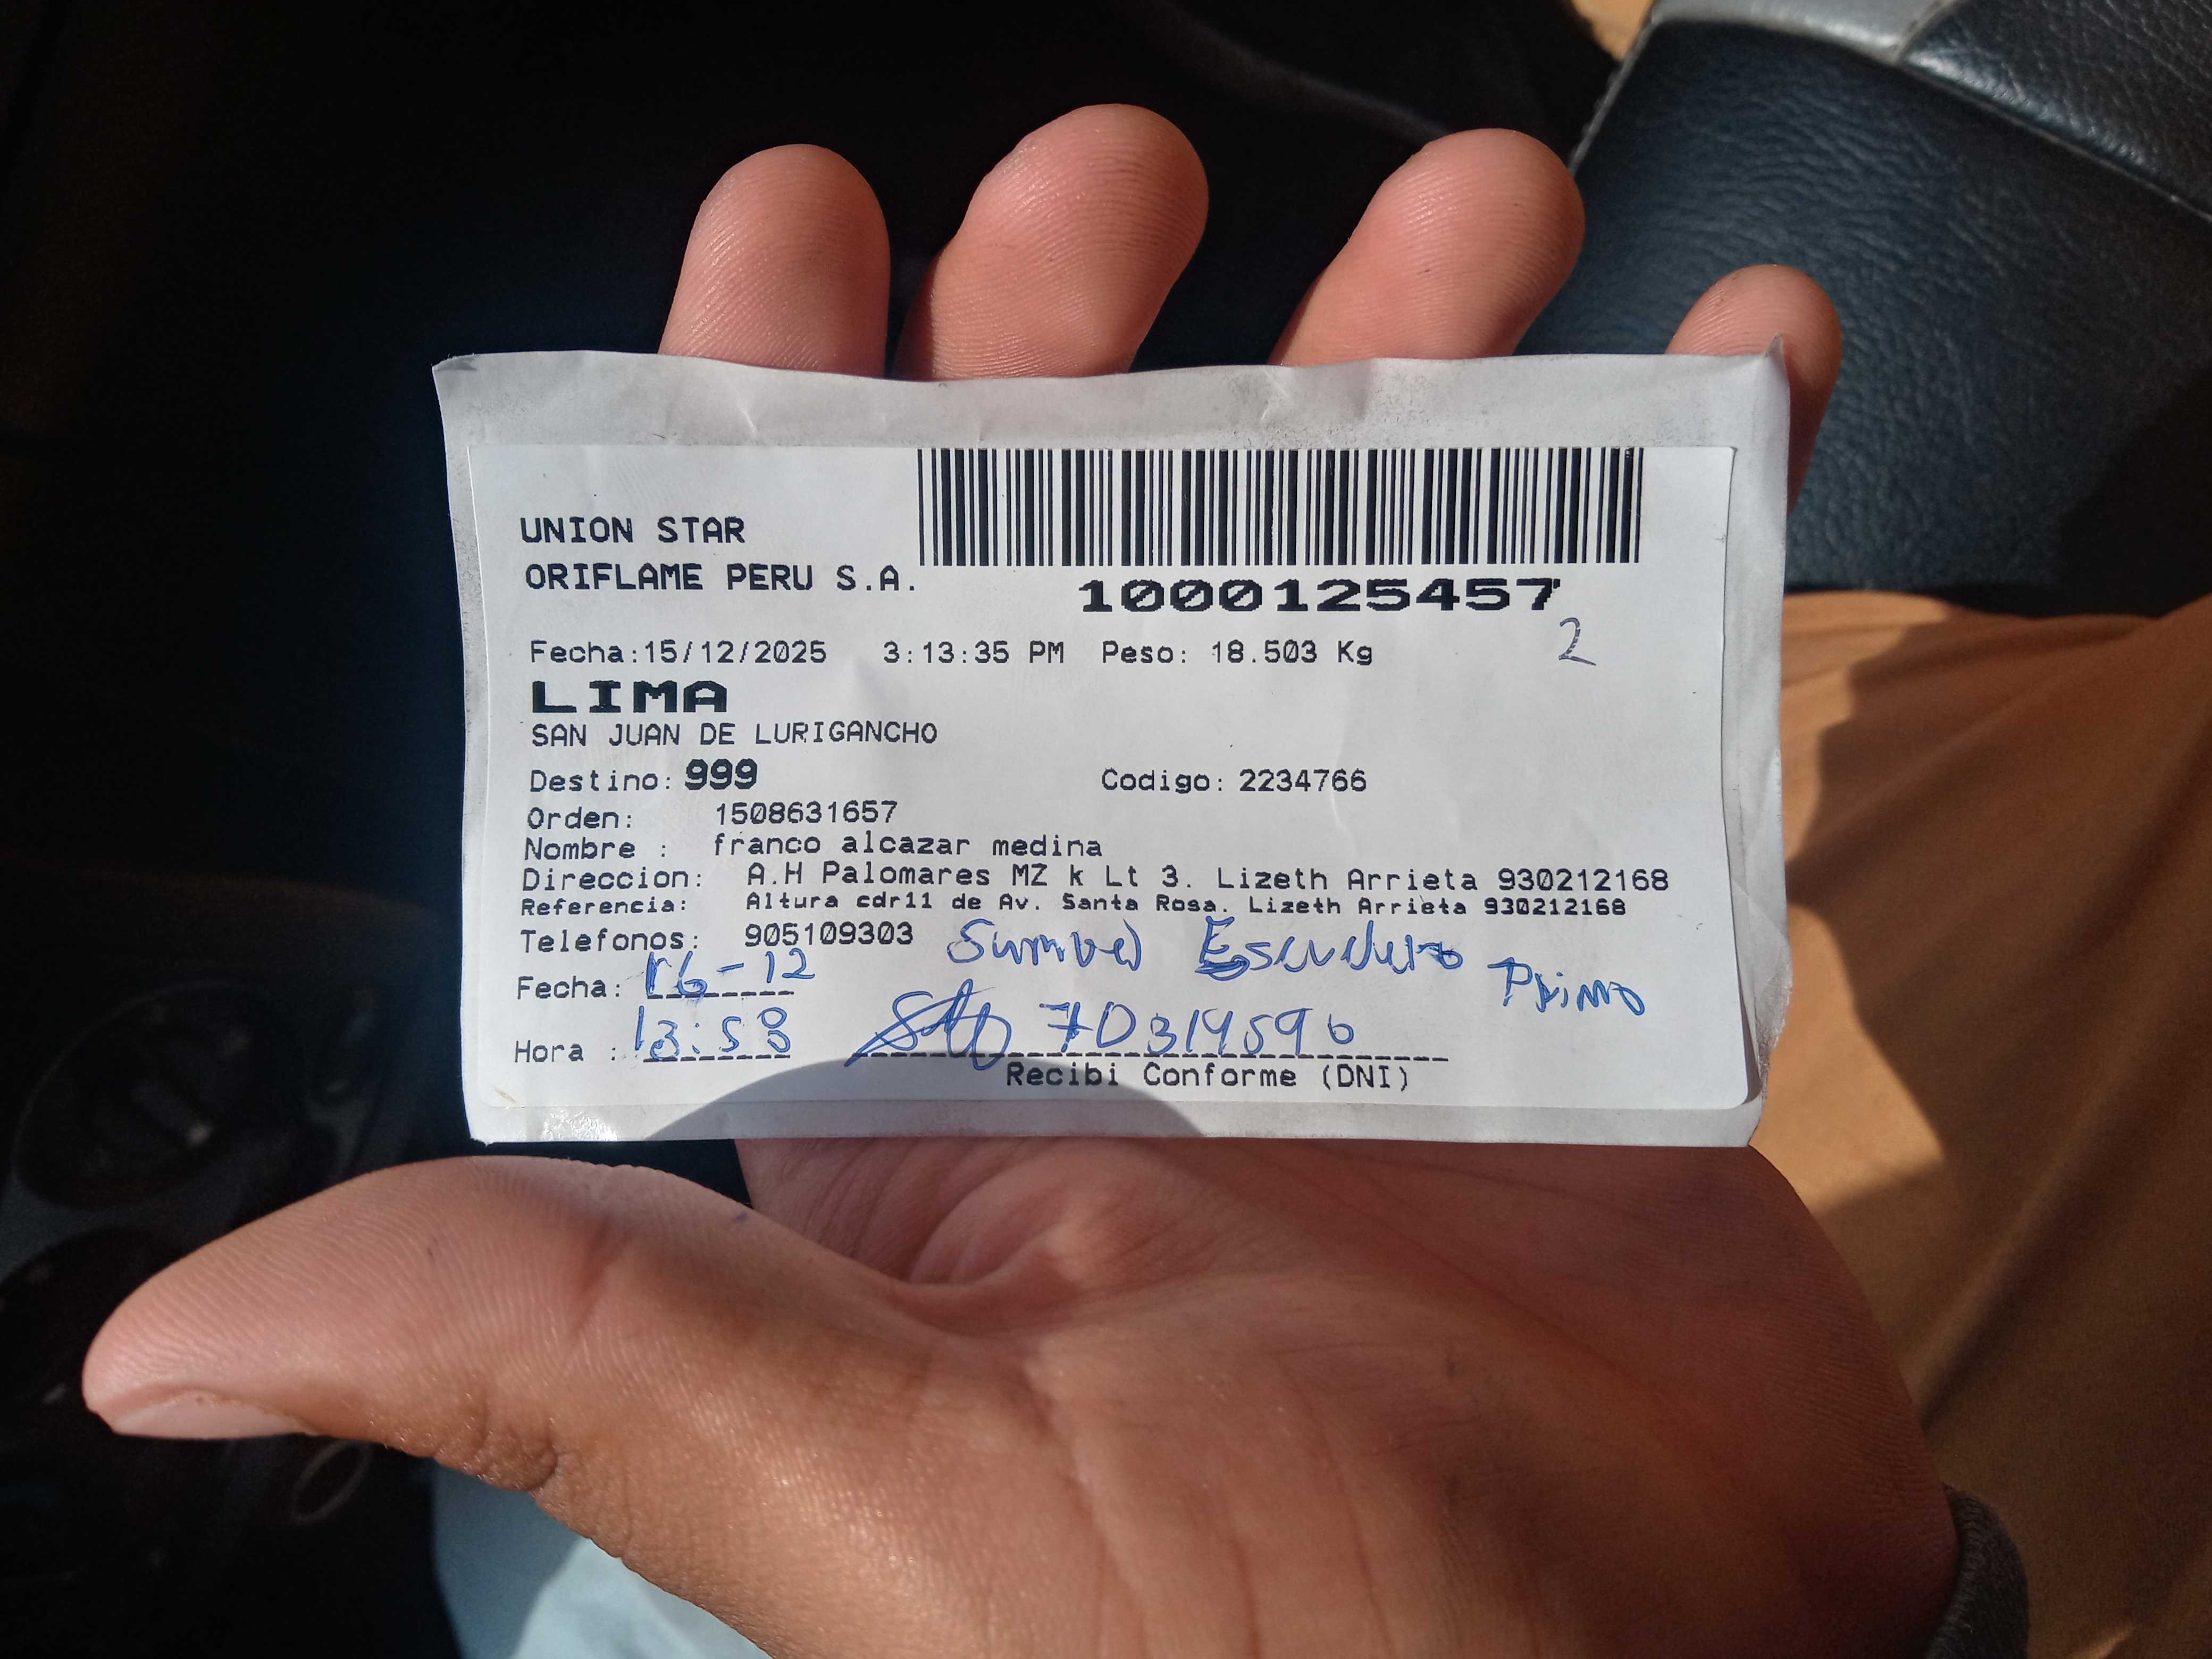 UNION STAR
ORIFLAME PERU S.A.
1000125457
2
Fecha:15/12/2025 3:13:35 PM Peso: 18.503 Kg
LIMA
SAN JUAN DE LURIGANCHO
Destino: 999 Codigo: 2234766
Orden: 1508631657
Nombre : franco alcazar medina
Direccion: A.H Palomares MZ k Lt 3. Lizeth Arrieta 930212168
Referencia: Altura cdr11 de Av. Santa Rosa. Lizeth Arrieta 930212168
Telefonos: 905109303 Escudero Primo
Fecha: 16-12
Hora : 13:58 70314596
Recibi Conforme (DNI)